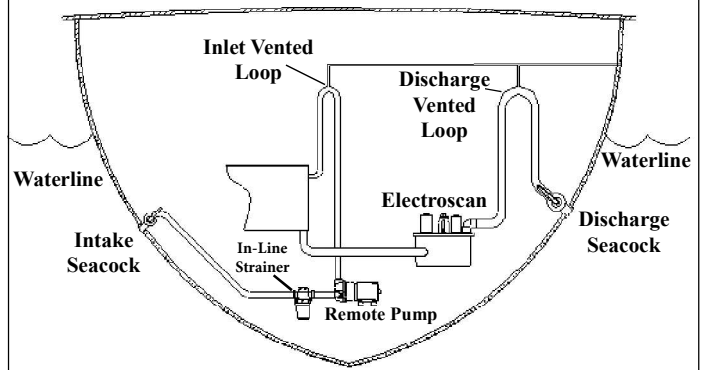 Inlet Vented
Loop
Discharge
Vented
Loop
Waterline
Waterline
Electroscan
Discharge
Seacock
Intake
Seacock
In-Line
Strainer
Remote Pump